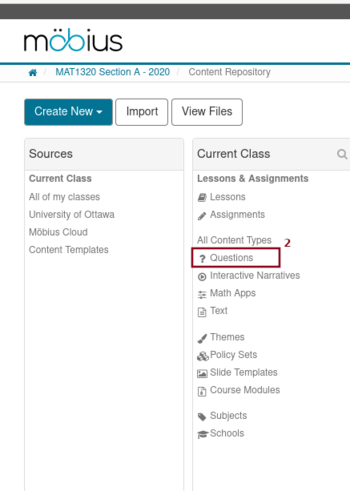 möbius
MAT1320 Section A - 2020 / Content Repository
Create New Import View Files
Sources
Current Class
All of my classes
University of Ottawa
Möbius Cloud
Content Templates
Current Class
Lessons & Assignments
Lessons
Assignments
All Content Types
2
Questions
Interactive Narratives
Math Apps
Text
Themes
Policy Sets
Slide Templates
Course Modules
Subjects
Schools